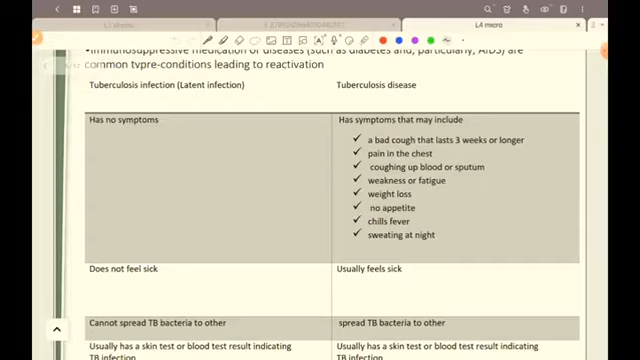 L4 micro
•Immunosuppressive medication or diseases (such as diabetes and, particularly, AIDS) are
common typre-conditions leading to reactivation
Tuberculosis infection (Latent infection)
Tuberculosis disease
Has no symptoms
Has symptoms that may include
✓ a bad cough that lasts 3 weeks or longer
✓ pain in the chest
✓ coughing up blood or sputum
✓ weakness or fatigue
✓ weight loss
✓ no appetite
✓ chills fever
✓ sweating at night
Does not feel sick
Usually feels sick
Cannot spread TB bacteria to other
spread TB bacteria to other
Usually has a skin test or blood test result indicating
TB infection
Usually has a skin test or blood test result indicating
TB infection